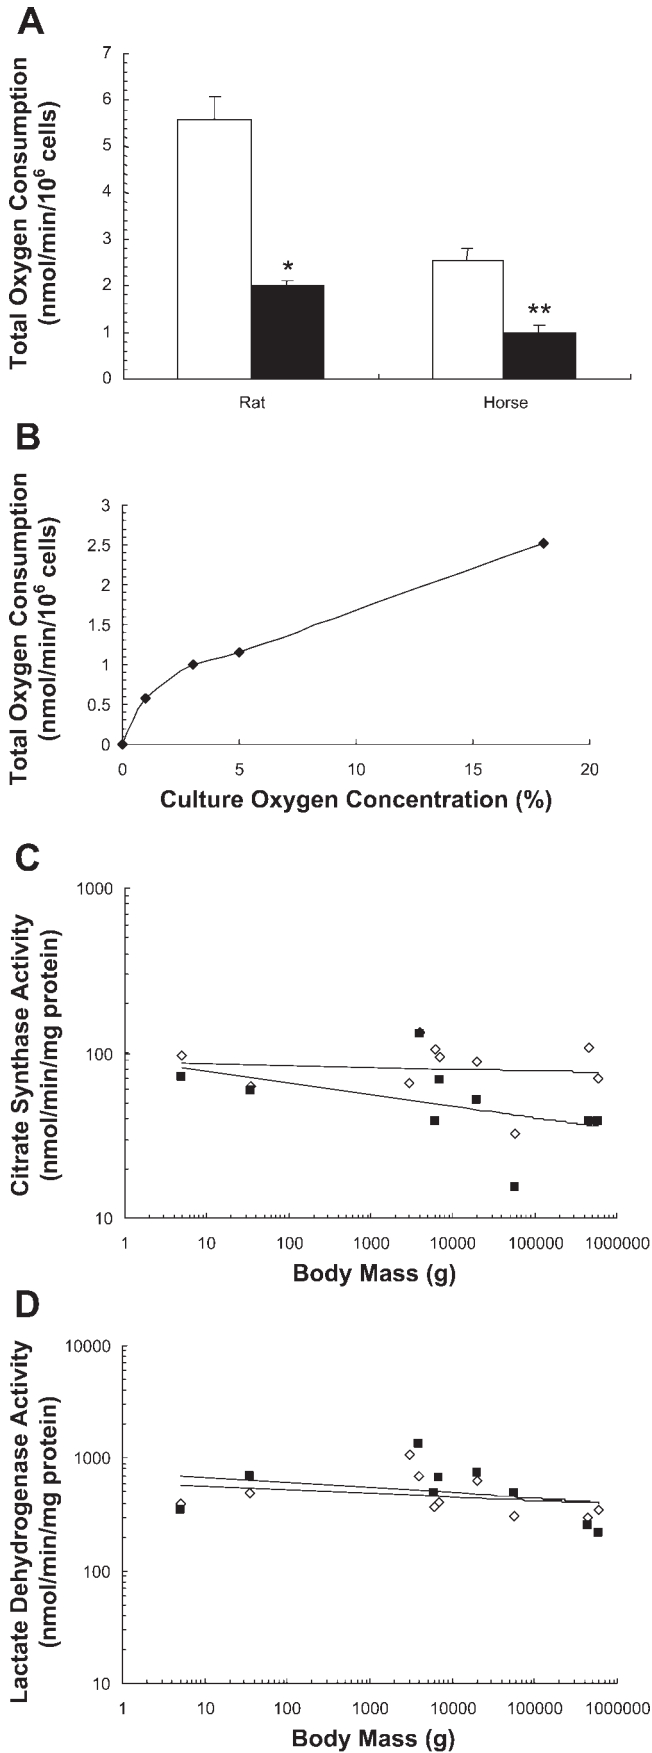 A
Total Oxygen Consumption
(nmol/min/10⁶ cells)
7
6
5
4
3
2
1
0
*
**
Rat
Horse
B
Total Oxygen Consumption
(nmol/min/10⁶ cells)
3
2.5
2
1.5
1
0.5
0
0
5
10
15
20
Culture Oxygen Concentration (%)
C
Citrate Synthase Activity
(nmol/min/mg protein)
1000
100
10
1
10
100
1000
10000
100000
1000000
Body Mass (g)
D
Lactate Dehydrogenase Activity
(nmol/min/mg protein)
10000
1000
100
10
1
10
100
1000
10000
100000
1000000
Body Mass (g)